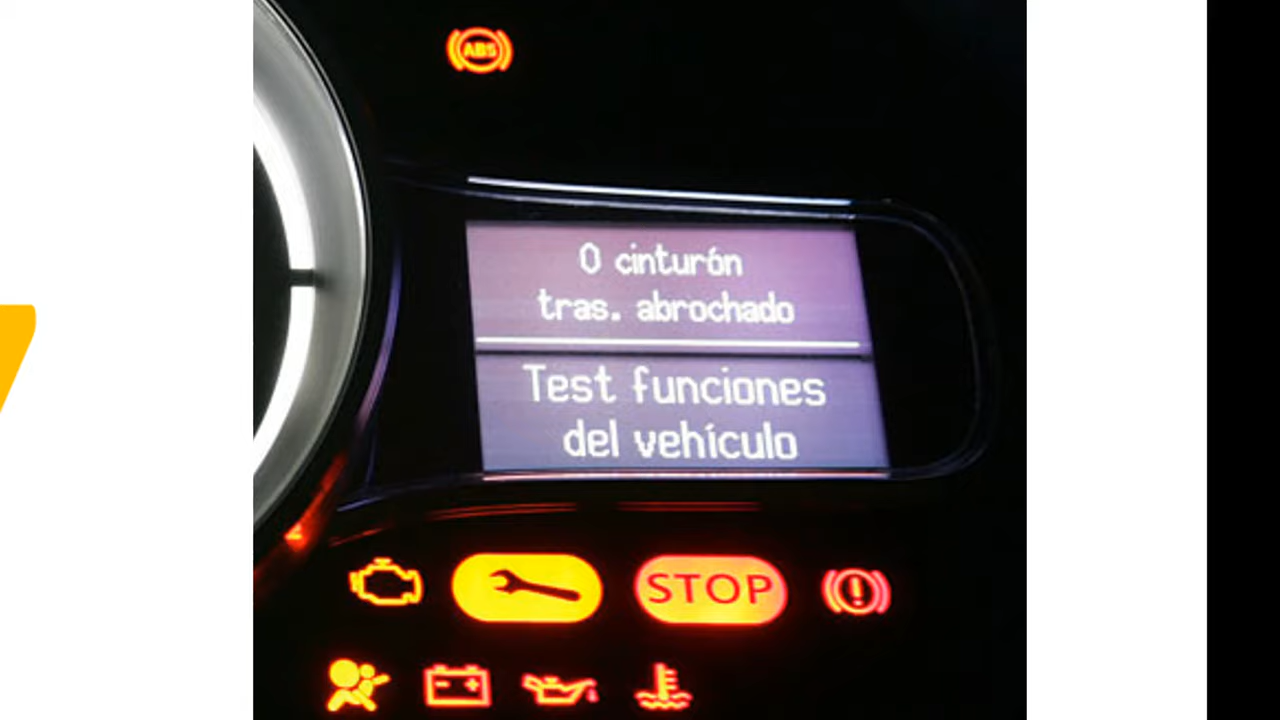 ABS
0 cinturón
tras. abrochado
Test funciones
del vehículo
STOP